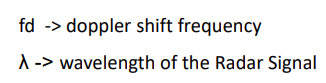 fd -> doppler shift frequency
λ -> wavelength of the Radar Signal